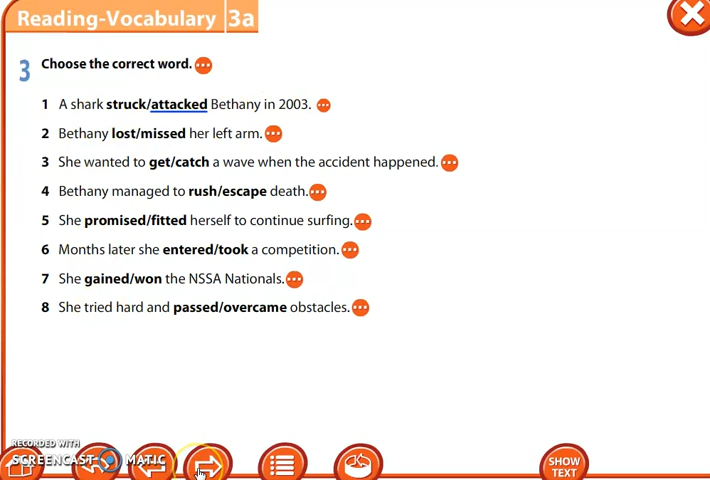 Reading-Vocabulary 3a
3 Choose the correct word.
1 A shark struck/attacked Bethany in 2003.
2 Bethany lost/missed her left arm.
3 She wanted to get/catch a wave when the accident happened.
4 Bethany managed to rush/escape death.
5 She promised/fitted herself to continue surfing.
6 Months later she entered/took a competition.
7 She gained/won the NSSA Nationals.
8 She tried hard and passed/overcame obstacles.
RECORDED WITH
SCREENCAST MATIC
SHOW
TEXT